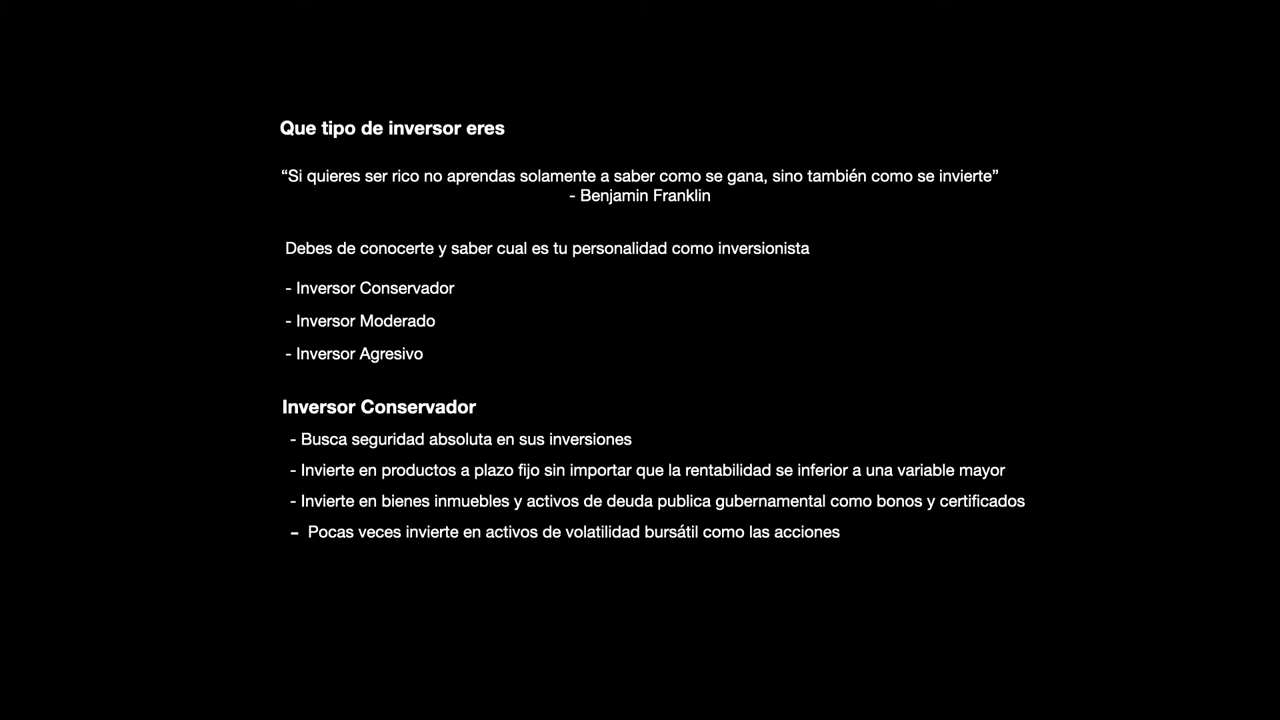 Que tipo de inversor eres
“Si quieres ser rico no aprendas solamente a saber como se gana, sino también como se invierte”
- Benjamin Franklin
Debes de conocerte y saber cual es tu personalidad como inversionista
- Inversor Conservador
- Inversor Moderado
- Inversor Agresivo
Inversor Conservador
- Busca seguridad absoluta en sus inversiones
- Invierte en productos a plazo fijo sin importar que la rentabilidad se inferior a una variable mayor
- Invierte en bienes inmuebles y activos de deuda publica gubernamental como bonos y certificados
- Pocas veces invierte en activos de volatilidad bursátil como las acciones